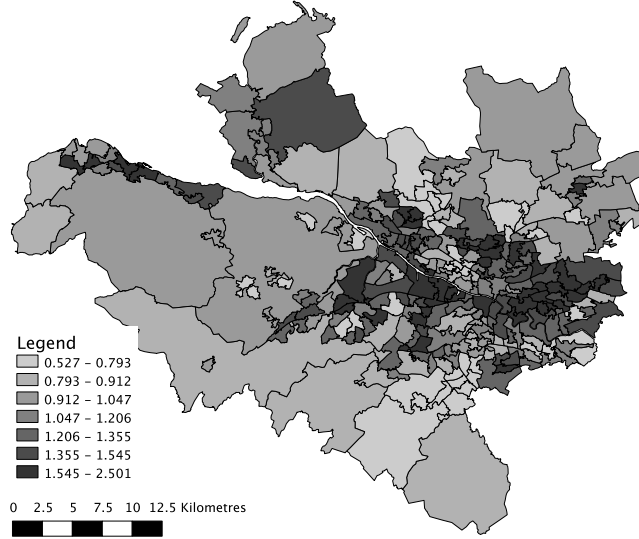 Legend
0.527 – 0.793
0.793 – 0.912
0.912 – 1.047
1.047 – 1.206
1.206 – 1.355
1.355 – 1.545
1.545 – 2.501
0 2.5 5 7.5 10 12.5 Kilometres